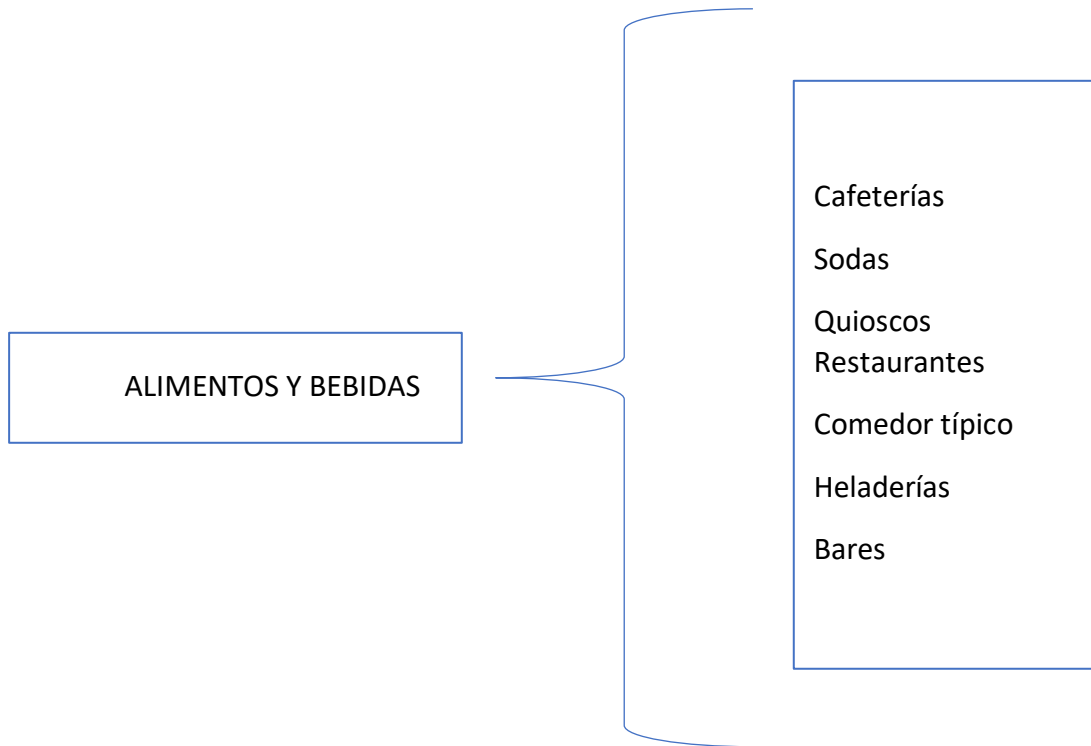 ALIMENTOS Y BEBIDAS
Cafeterías
Sodas
Quioscos
Restaurantes
Comedor típico
Heladerías
Bares